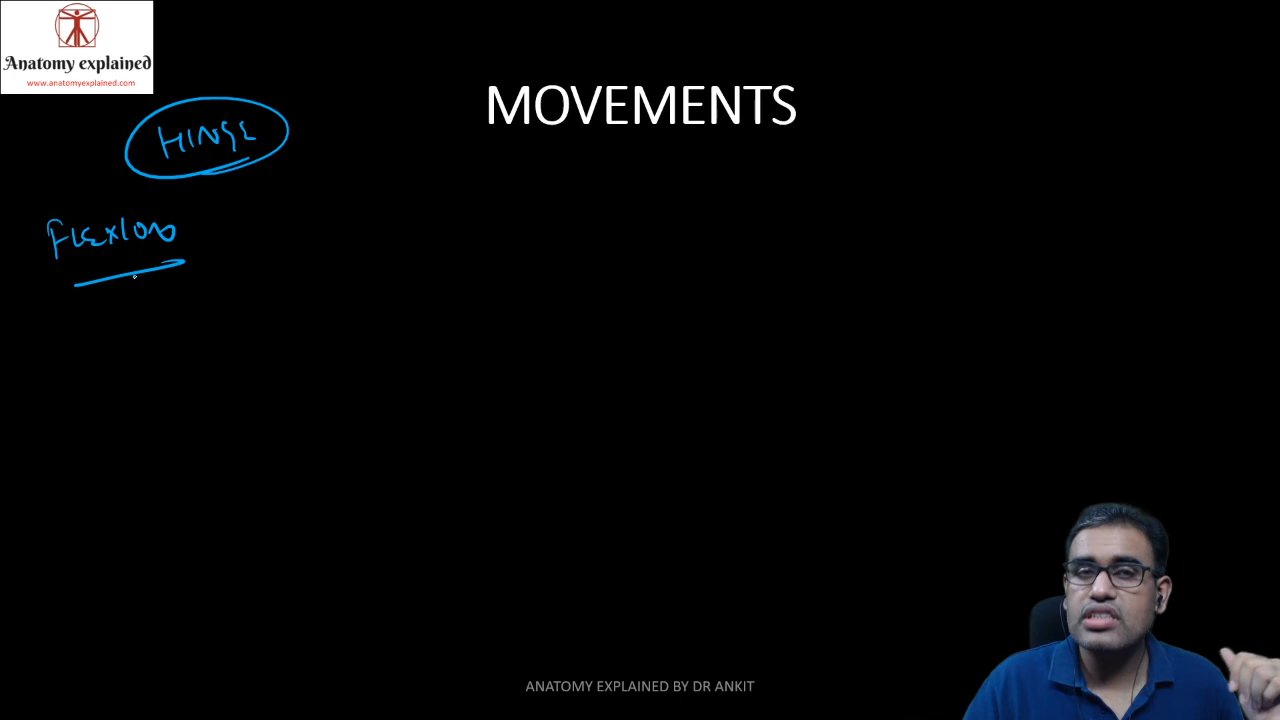 Anatomy explained
www.anatomyexplained.com
MOVEMENTS
HINGE
FLEXION
ANATOMY EXPLAINED BY DR ANKIT